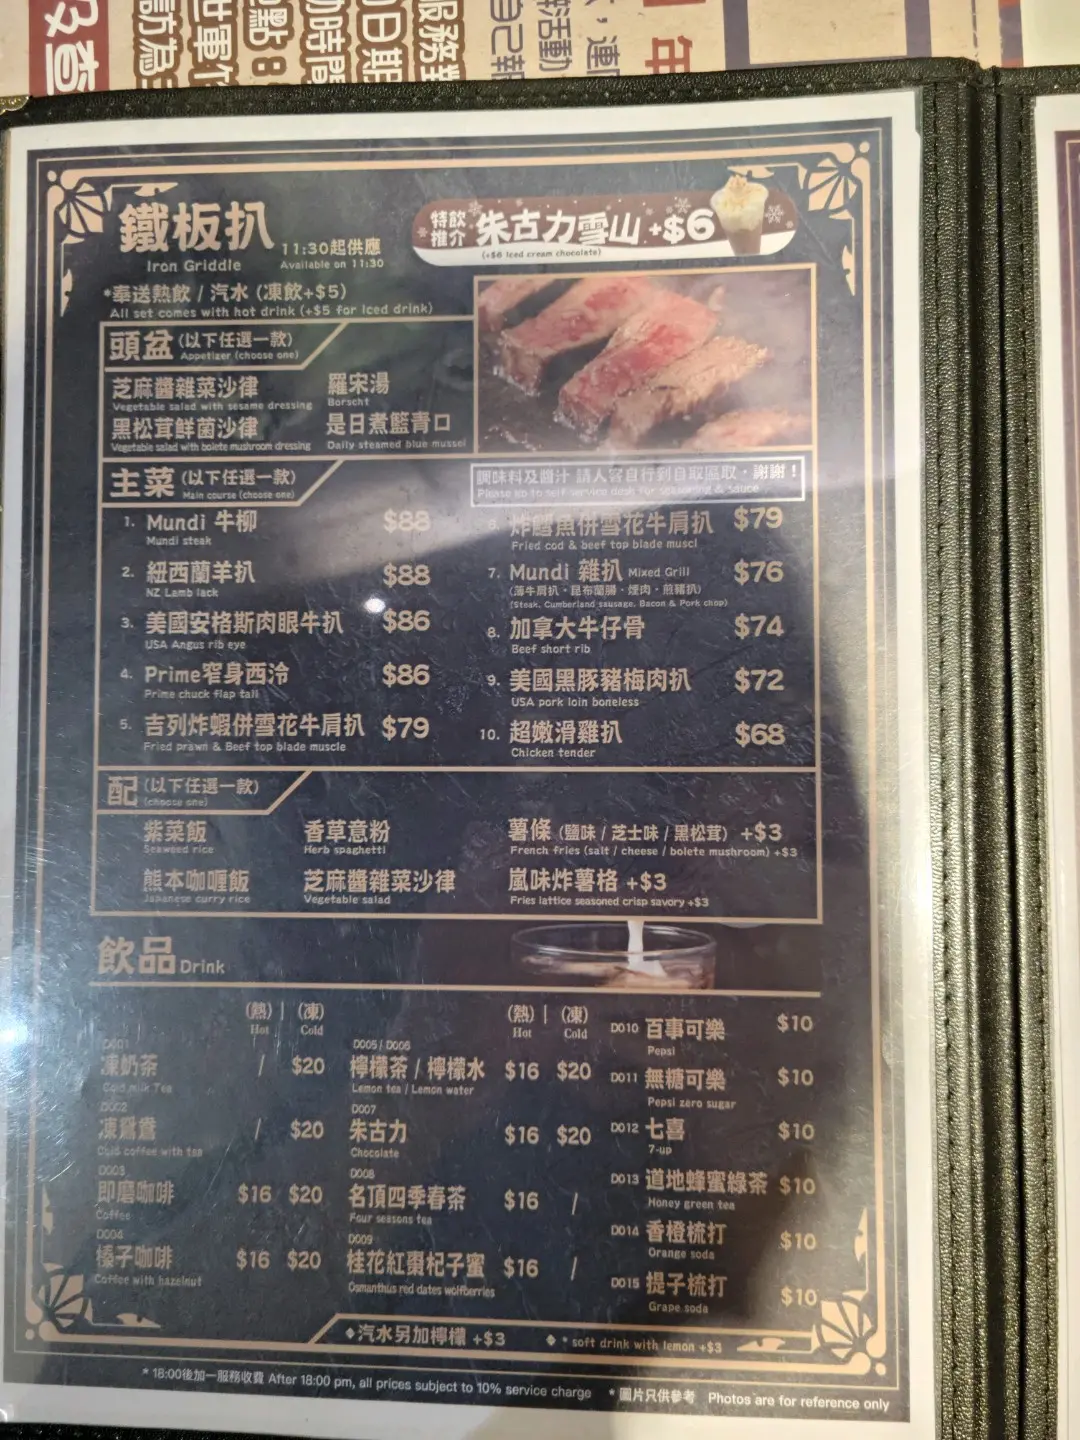 鐵板扒
11:30起供應
Iron Griddle
Available on 11:30
特飲推介 朱古力雪山 +$6
(+$6 Iced cream chocolate)
*奉送熱飲 / 汽水 (凍飲+$5)
All set comes with hot drink (+$5 for Iced drink)
頭盆 (以下任選一款)
Appetizer (choose one)
芝麻醬雜菜沙律
Vegetable salad with sesame dressing
羅宋湯
Borscht
黑松茸鮮菌沙律
Vegetable salad with bolete mushroom dressing
是日煮藍青口
Daily steamed blue mussel
主菜 (以下任選一款)
Main course (choose one)
調味料及醬汁 請人客自行到自取區取，謝謝！
Please go to self service desk for seasoning & sauce
1. Mundi 牛柳 $88
Mundi steak
2. 紐西蘭羊扒 $88
NZ Lamb lack
3. 美國安格斯肉眼牛扒 $86
USA Angus rib eye
4. Prime窄身西冷 $86
Prime chuck flap tail
5. 吉列炸蝦併雪花牛肩扒 $79
Fried prawn & Beef top blade muscle
6. 炸鱈魚併雪花牛肩扒 $79
Fried cod & beef top blade muscl
7. Mundi 雜扒 Mixed Grill $76
(薄牛肩扒、昆布蘭腸、煙肉、煎豬扒)
(Steak, Cumberland sausage, Bacon & Pork chop)
8. 加拿大牛仔骨 $74
Beef short rib
9. 美國黑豚豬梅肉扒 $72
USA pork loin boneless
10. 超嫩滑雞扒 $68
Chicken tender
配 (以下任選一款)
(choose one)
紫菜飯
Seaweed rice
香草意粉
Herb spaghetti
薯條 (鹽味 / 芝士味 / 黑松茸) +$3
French fries (salt / cheese / bolete mushroom) +$3
熊本咖喱飯
Japanese curry rice
芝麻醬雜菜沙律
Vegetable salad
嵐味炸薯格 +$3
Fries lattice seasoned crisp savory +$3
飲品 Drink
(熱) | (凍)
Hot Cold
D001
凍奶茶 / $20
Cold milk Tea
D002
凍鴛鴦 / $20
Cold coffee with tea
D003
即磨咖啡 $16 $20
Coffee
D004
榛子咖啡 $16 $20
Coffee with hazelnut
(熱) | (凍)
Hot Cold
D005 / D006
檸檬茶 / 檸檬水 $16 $20
Lemon tea / Lemon water
D007
朱古力 $16 $20
Chocolate
D008
名頂四季春茶 $16 /
Four seasons tea
D009
桂花紅棗杞子蜜 $16 /
Osmanthus red dates wolfberries
D010 百事可樂 $10
Pepsi
D011 無糖可樂 $10
Pepsi zero sugar
D012 七喜 $10
7-up
D013 道地蜂蜜綠茶 $10
Honey green tea
D014 香橙梳打 $10
Orange soda
D015 提子梳打 $10
Grape soda
◆汽水另加檸檬 +$3 ◆ * soft drink with lemon +$3
* 18:00後加一服務收費 After 18:00 pm, all prices subject to 10% service charge * 圖片只供參考 Photos are for reference only